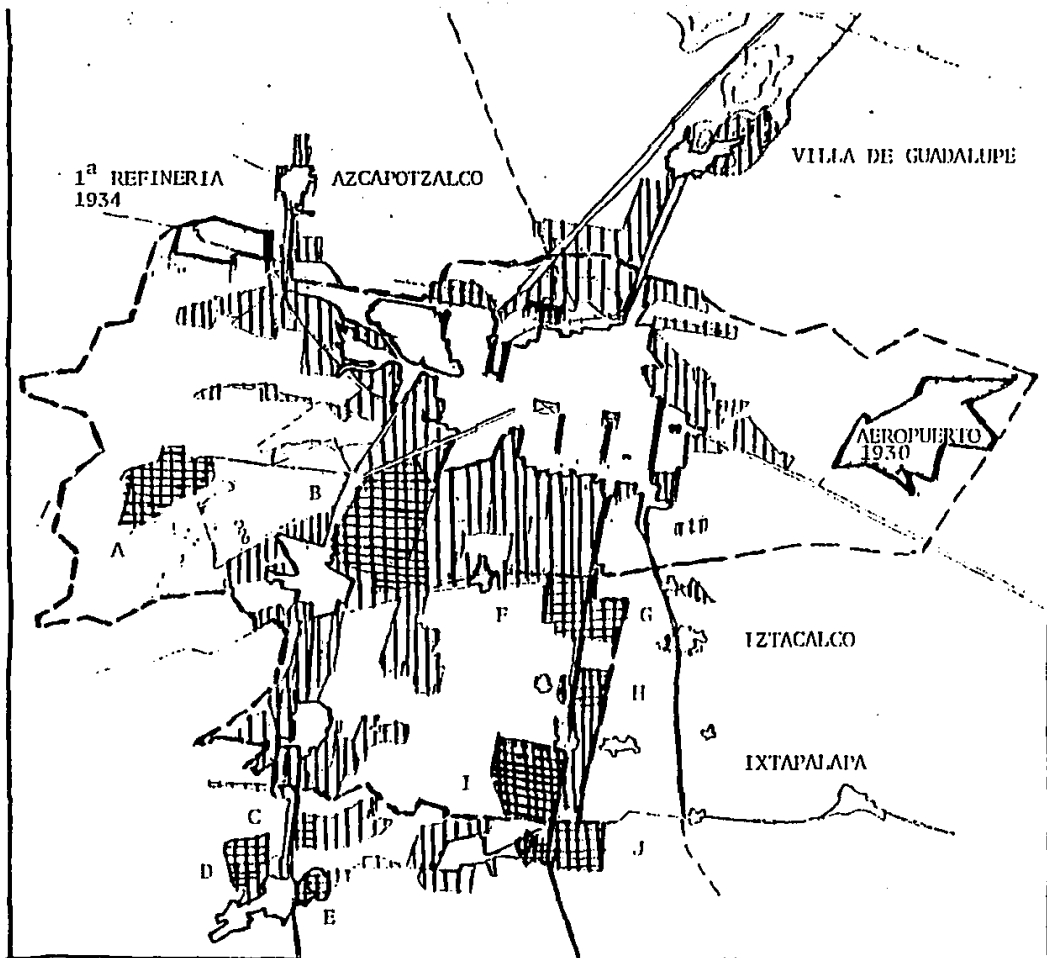 VILLA DE GUADALUPE
1ª REFINERIA
1934
AZCAPOTZALCO
AEROPUERTO
1930
B
A
F
G
IZTACALCO
H
IXTAPALAPA
I
C
J
D
E